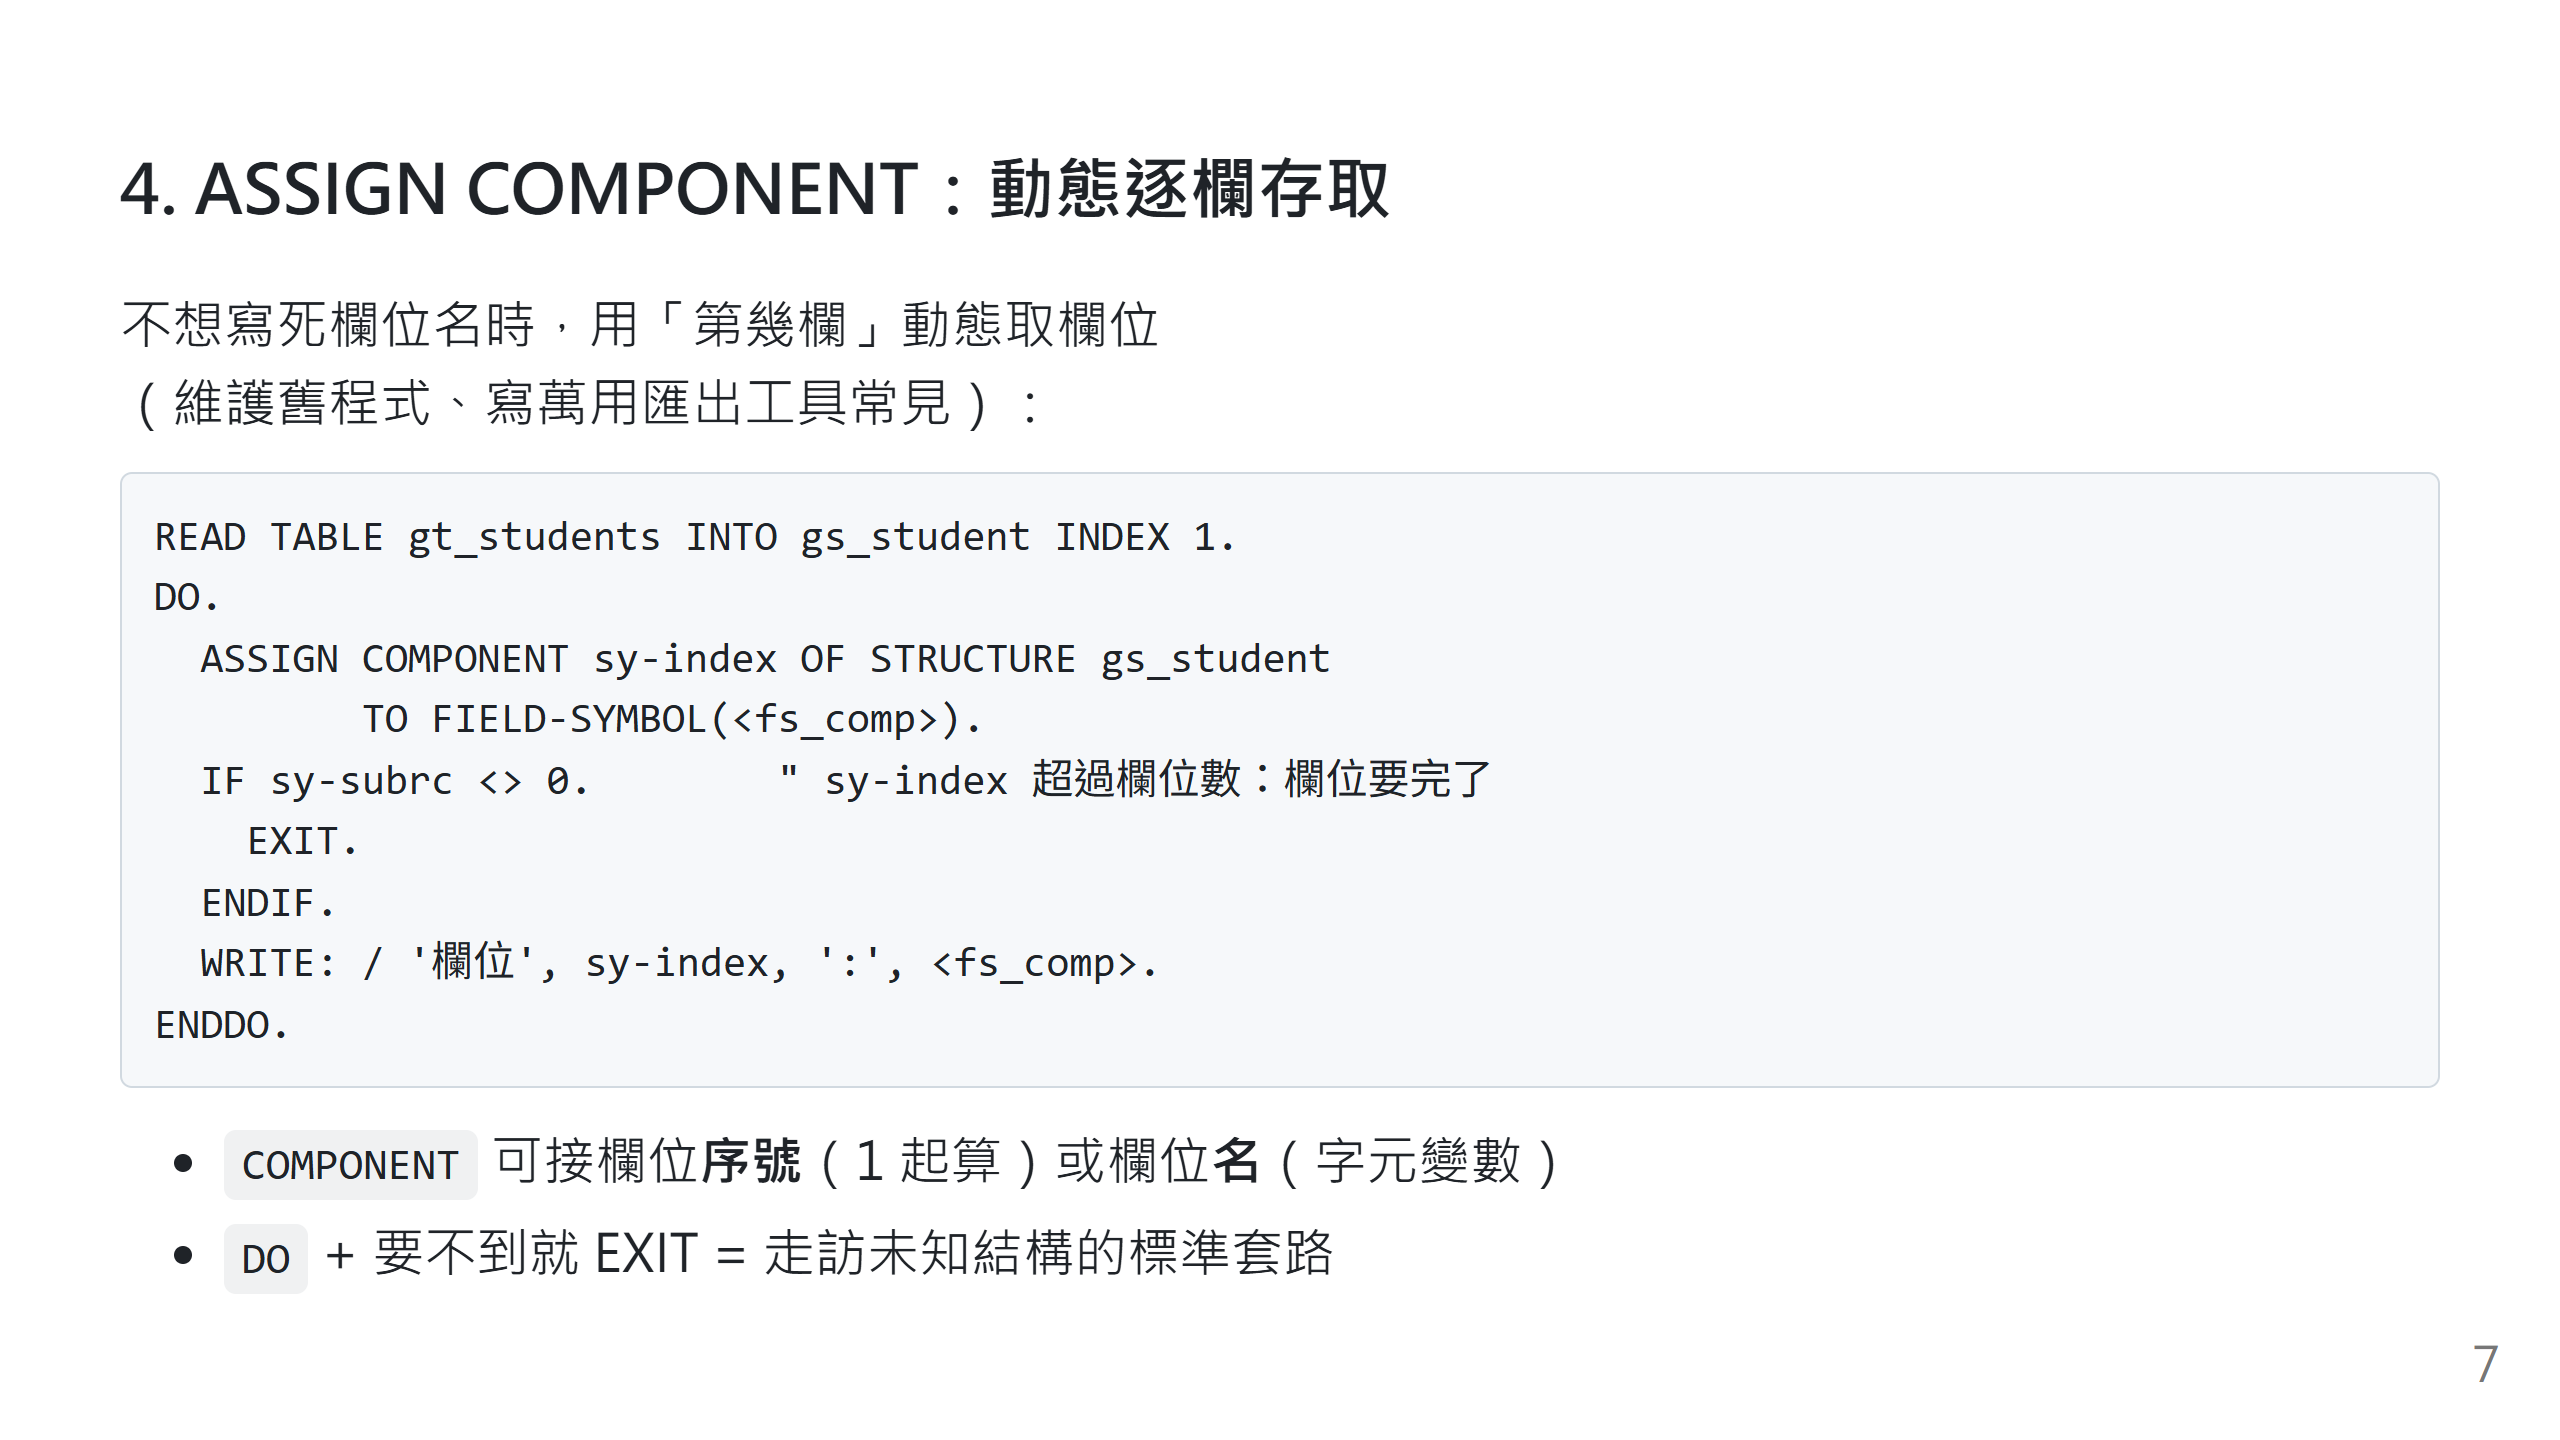 4. ASSIGN COMPONENT：動態逐欄存取
不想寫死欄位名時，用「第幾欄」動態取欄位
（維護舊程式、寫萬用匯出工具常見）：
READ TABLE gt_students INTO gs_student INDEX 1.
DO.
  ASSIGN COMPONENT sy-index OF STRUCTURE gs_student
         TO FIELD-SYMBOL(<fs_comp>).
  IF sy-subrc <> 0.        " sy-index 超過欄位數：欄位要完了
    EXIT.
  ENDIF.
  WRITE: / '欄位', sy-index, ':', <fs_comp>.
ENDDO.
• COMPONENT 可接欄位序號（1 起算）或欄位名（字元變數）
• DO + 要不到就 EXIT = 走訪未知結構的標準套路
7